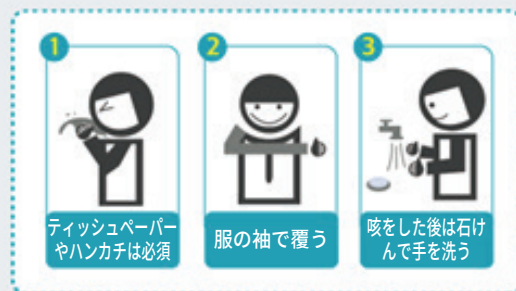 1
ティッシュペーパー
やハンカチは必須
2
服の袖で覆う
3
咳をした後は石け
んで手を洗う